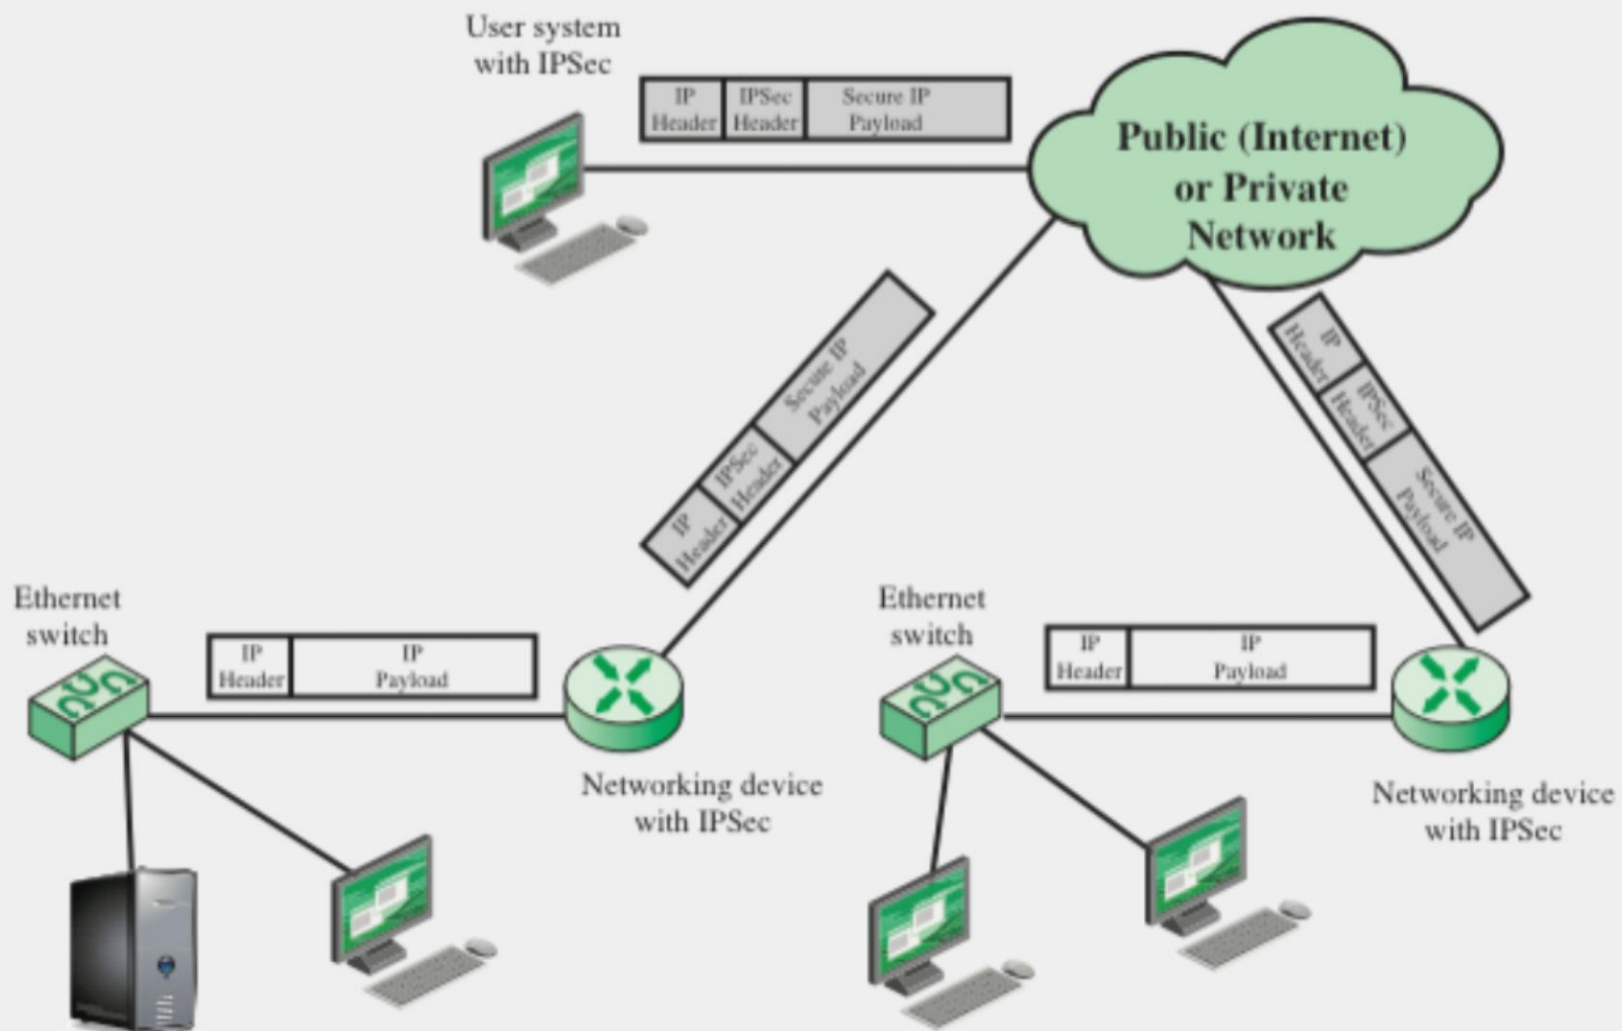 User system
with IPSec
IP
Header
IPSec
Header
Secure IP
Payload
Public (Internet)
or Private
Network
IP
Header
IPSec
Header
Secure IP
Payload
IP
Header
IPSec
Header
Secure IP
Payload
Ethernet
switch
IP
Header
IP
Payload
Networking device
with IPSec
Ethernet
switch
IP
Header
IP
Payload
Networking device
with IPSec